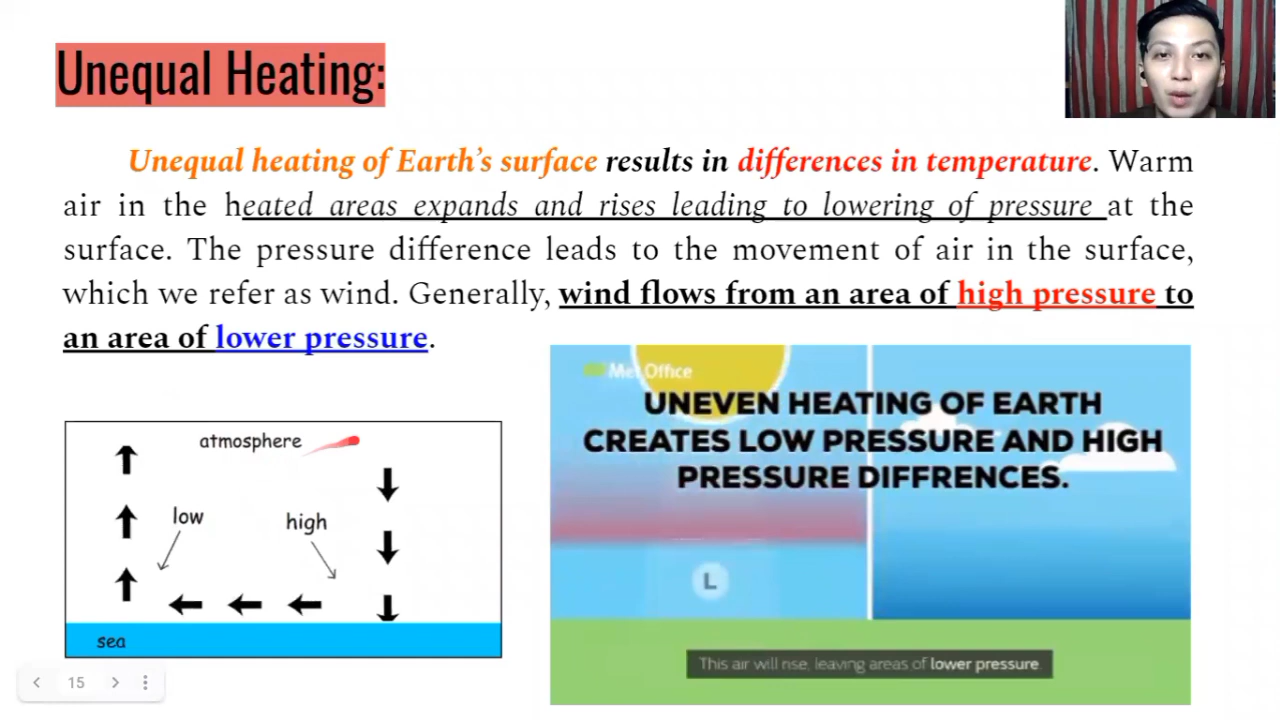 Unequal Heating:
Unequal heating of Earth's surface results in differences in temperature. Warm
air in the heated areas expands and rises leading to lowering of pressure at the
surface. The pressure difference leads to the movement of air in the surface,
which we refer as wind. Generally, wind flows from an area of high pressure to
an area of lower pressure.
Met Office
UNEVEN HEATING OF EARTH
CREATES LOW PRESSURE AND HIGH
PRESSURE DIFFRENCES.
L
This air will rise, leaving areas of lower pressure.
atmosphere
low
high
sea
15